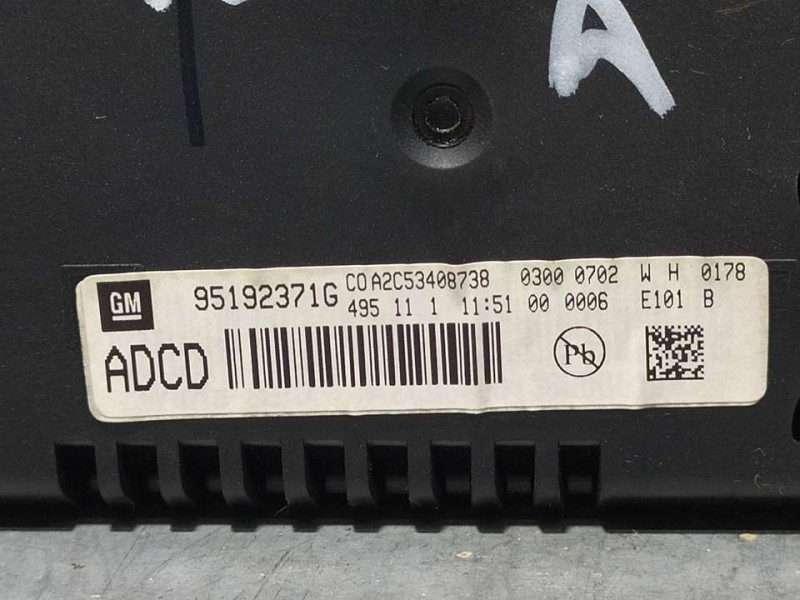 A
GM 95192371G CO A2C53408738 0300 0702 W H 0178
495 11 1 11:51 00 0006 E101 B
ADCD Pb